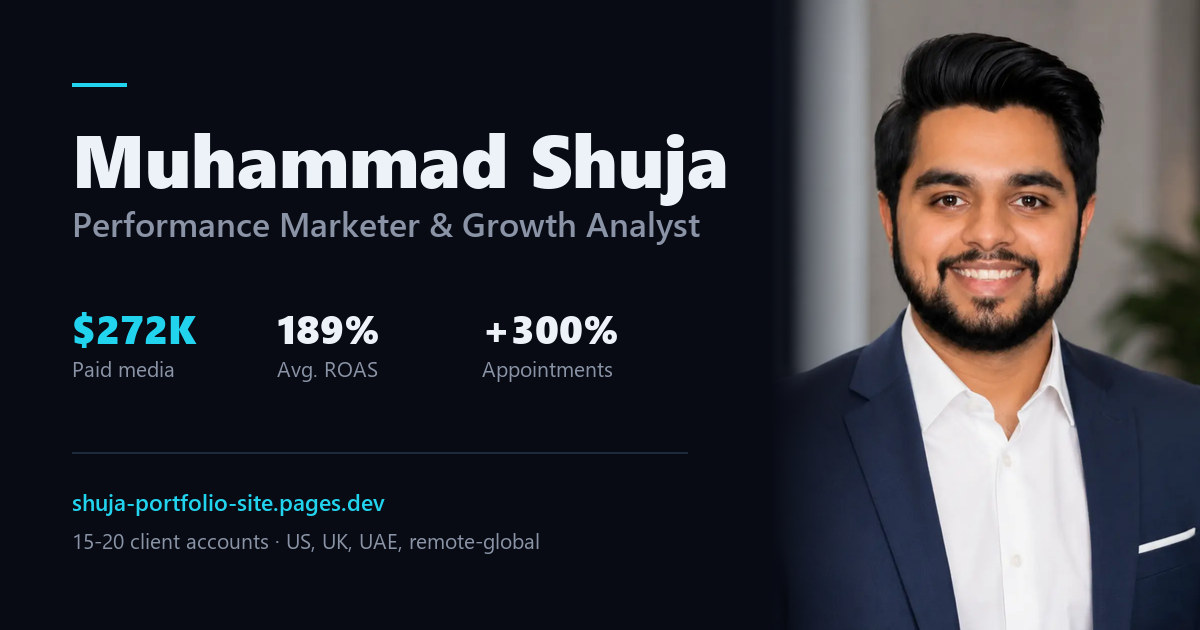 Muhammad Shuja
Performance Marketer & Growth Analyst
$272K 189% +300%
Paid media Avg. ROAS Appointments
shuja-portfolio-site.pages.dev
15-20 client accounts · US, UK, UAE, remote-global